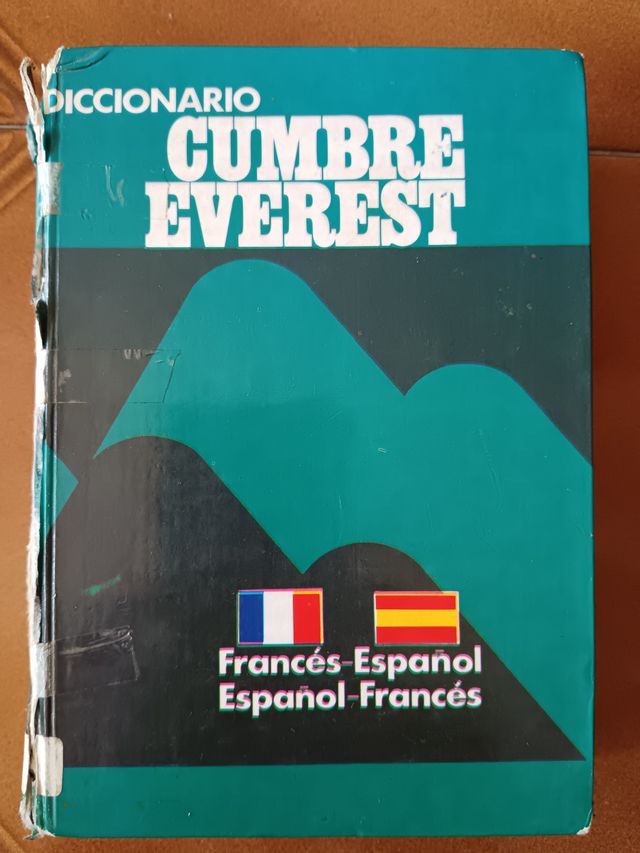 DICCIONARIO
CUMBRE
EVEREST
Francés-Español
Español-Francés